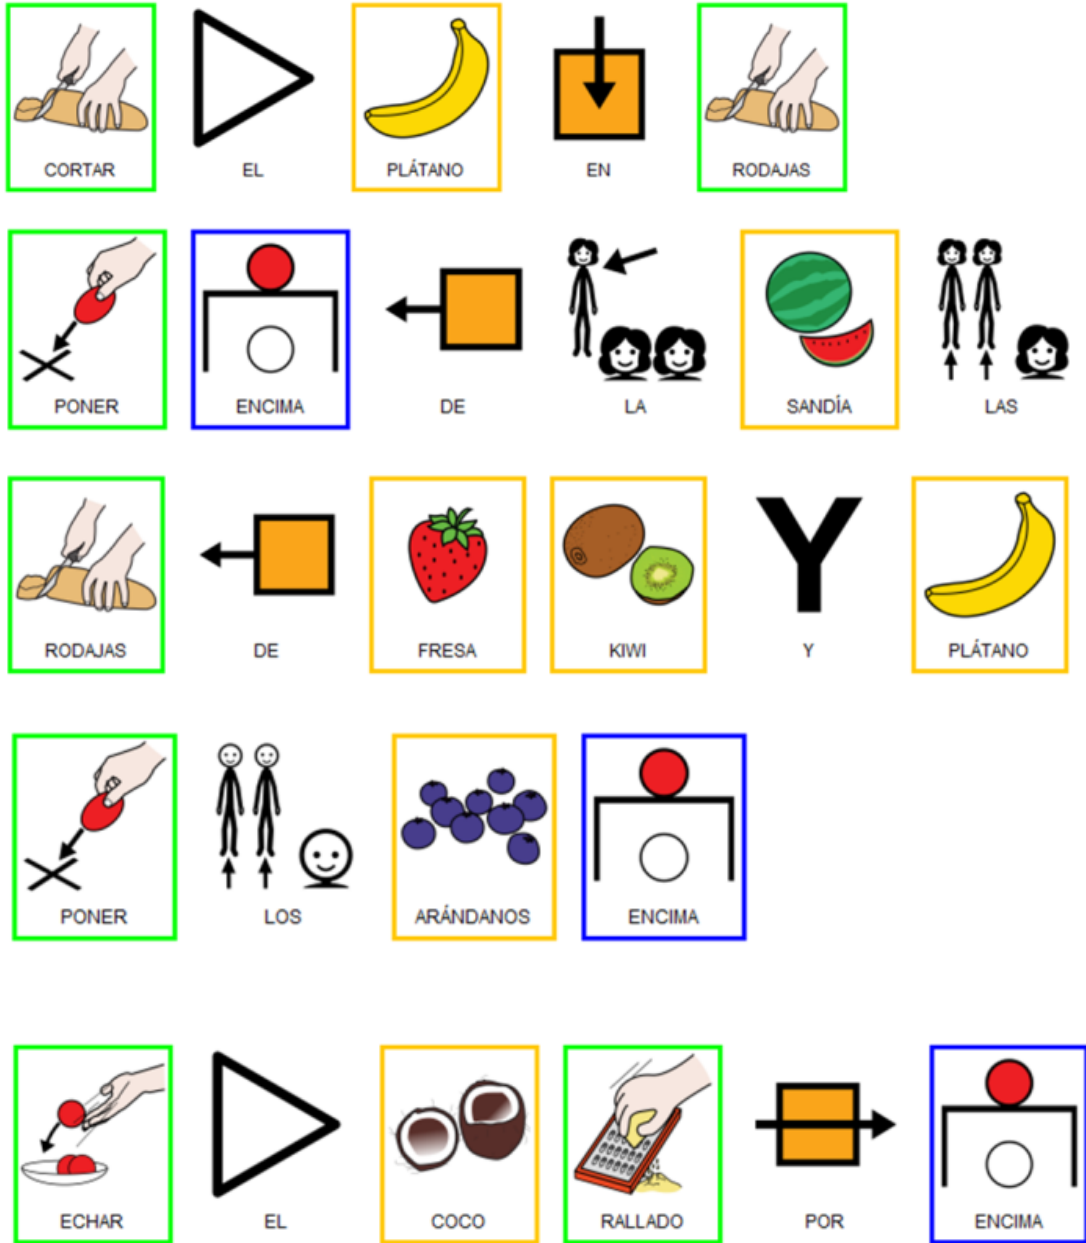 CORTAR EL PLÁTANO EN RODAJAS
PONER ENCIMA DE LA SANDÍA LAS
RODAJAS DE FRESA KIWI Y PLÁTANO
PONER LOS ARÁNDANOS ENCIMA
ECHAR EL COCO RALLADO POR ENCIMA